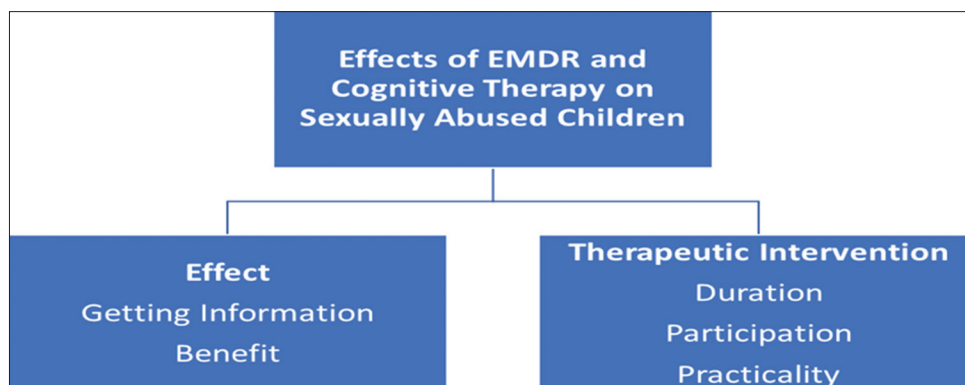 Effects of EMDR and
Cognitive Therapy on
Sexually Abused Children
Effect
Getting Information
Benefit
Therapeutic Intervention
Duration
Participation
Practicality